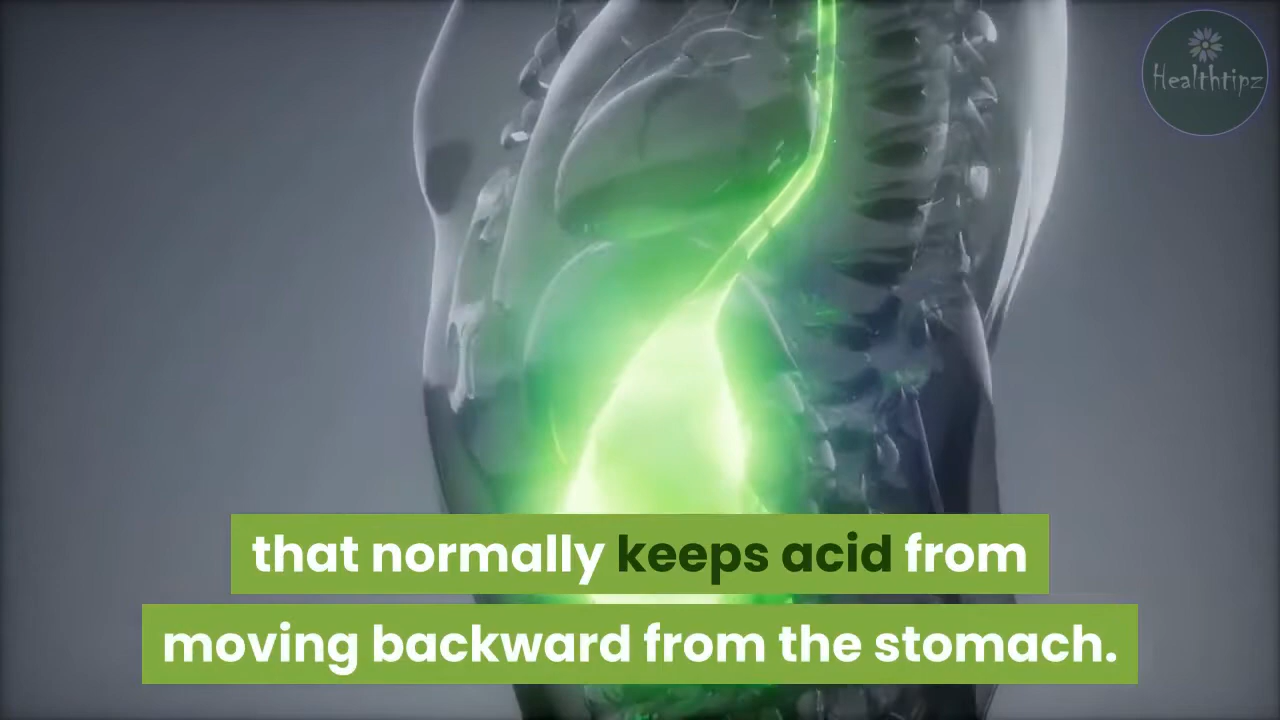 Healthtipz
that normally keeps acid from
moving backward from the stomach.